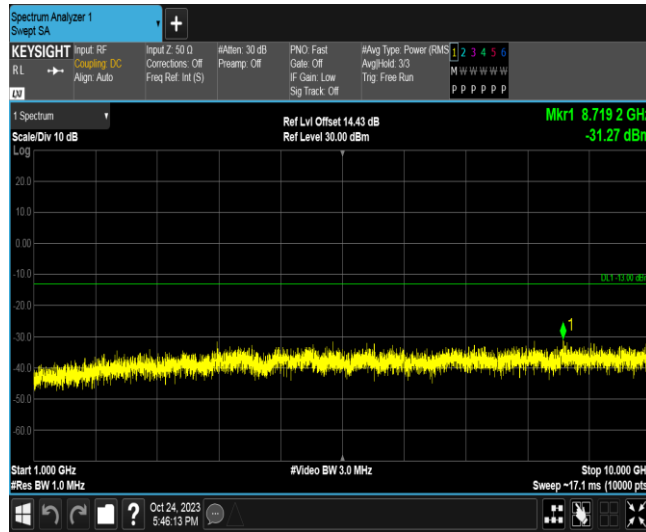 Spectrum Analyzer 1
Swept SA
+
KEYSIGHT Input: RF Input Z: 50 Ω #Atten: 30 dB PNO: Fast #Avg Type: Power (RMS 1 2 3 4 5 6
RL Coupling: DC Corrections: Off Preamp: Off Gate: Off Avg|Hold: 3/3 M W W W W W
Align: Auto Freq Ref: Int (S) IF Gain: Low Trig: Free Run
Sig Track: Off P P P P P P
LXI
1 Spectrum Ref Lvl Offset 14.43 dB Mkr1 8.719 2 GHz
Scale/Div 10 dB Ref Level 30.00 dBm -31.27 dBm
Log
20.0
10.0
0.00
-10.0
DL1 -13.00 dBm
-20.0
-30.0
1
-40.0
-50.0
-60.0
Start 1.000 GHz #Video BW 3.0 MHz Stop 10.000 GHz
#Res BW 1.0 MHz Sweep ~17.1 ms (10000 pts
? Oct 24, 2023
5:46:13 PM